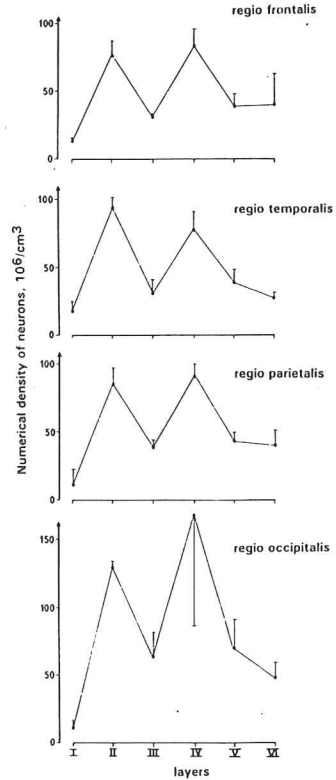 regio frontalis
100
50
0
regio temporalis
100
50
0
regio parietalis
100
50
0
regio occipitalis
150
100
50
0
I II III IV V VI
layers
Numerical density of neurons, 10⁶/cm³